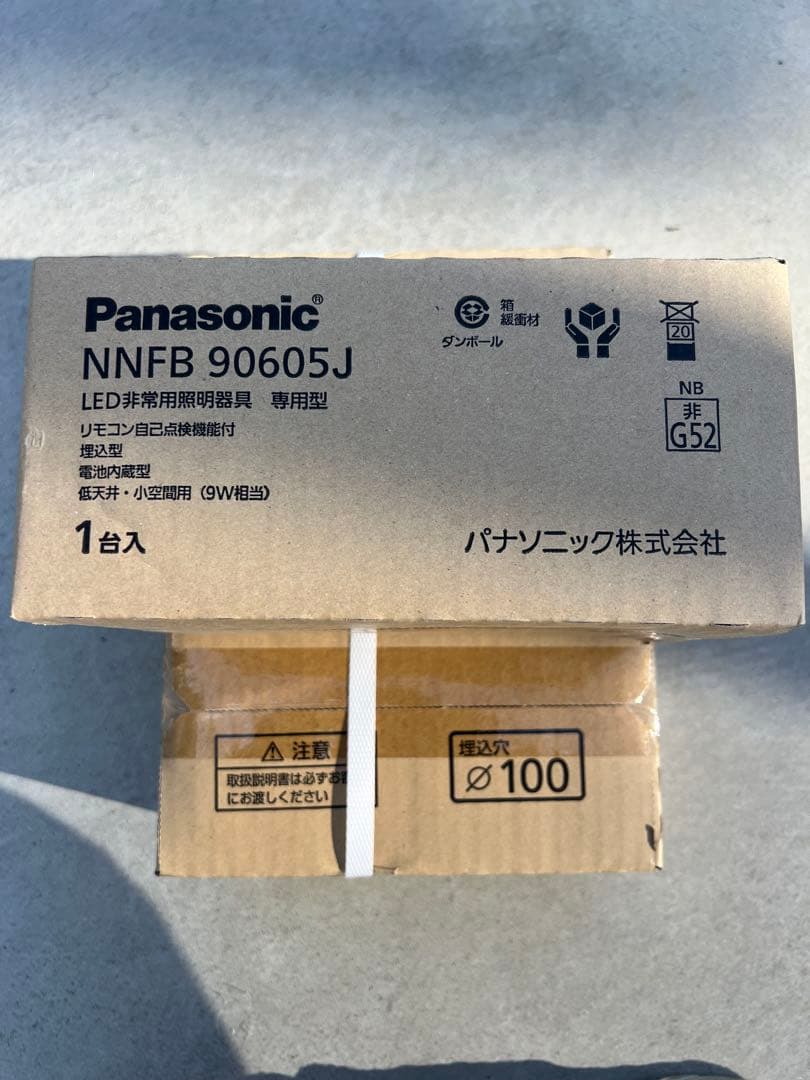 Panasonic®
NNFB 90605J
LED非常用照明器具 専用型
リモコン自己点検機能付
埋込型
電池内蔵型
低天井・小空間用（9W相当）
1台入
ダンボール
箱
緩衝材
20
NB
非
G52
パナソニック株式会社
⚠ 注意
取扱説明書は必ずお
にお渡しください
埋込穴
⌀100